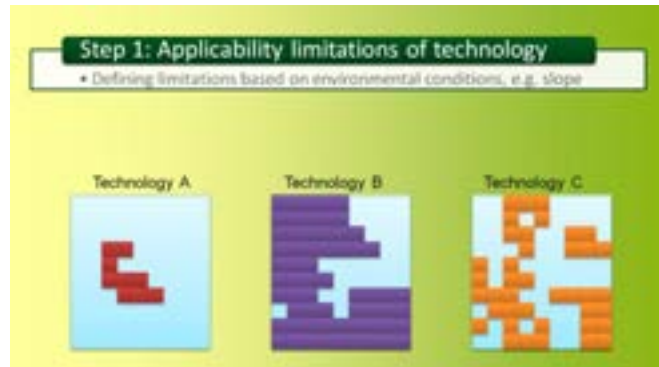 Step 1: Applicability limitations of technology
• Defining limitations based on environmental conditions, e.g. slope
Technology A
Technology B
Technology C